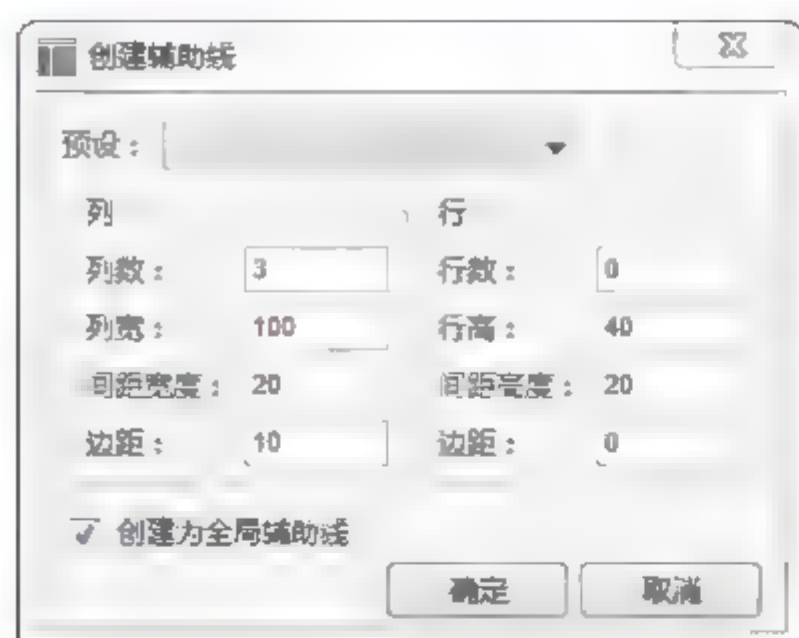 创建辅助线
预设：
列 行
列数： 3 行数： 0
列宽： 100 行高： 40
间距宽度： 20 间距高度： 20
边距： 10 边距： 0
创建为全局辅助线
确定 取消